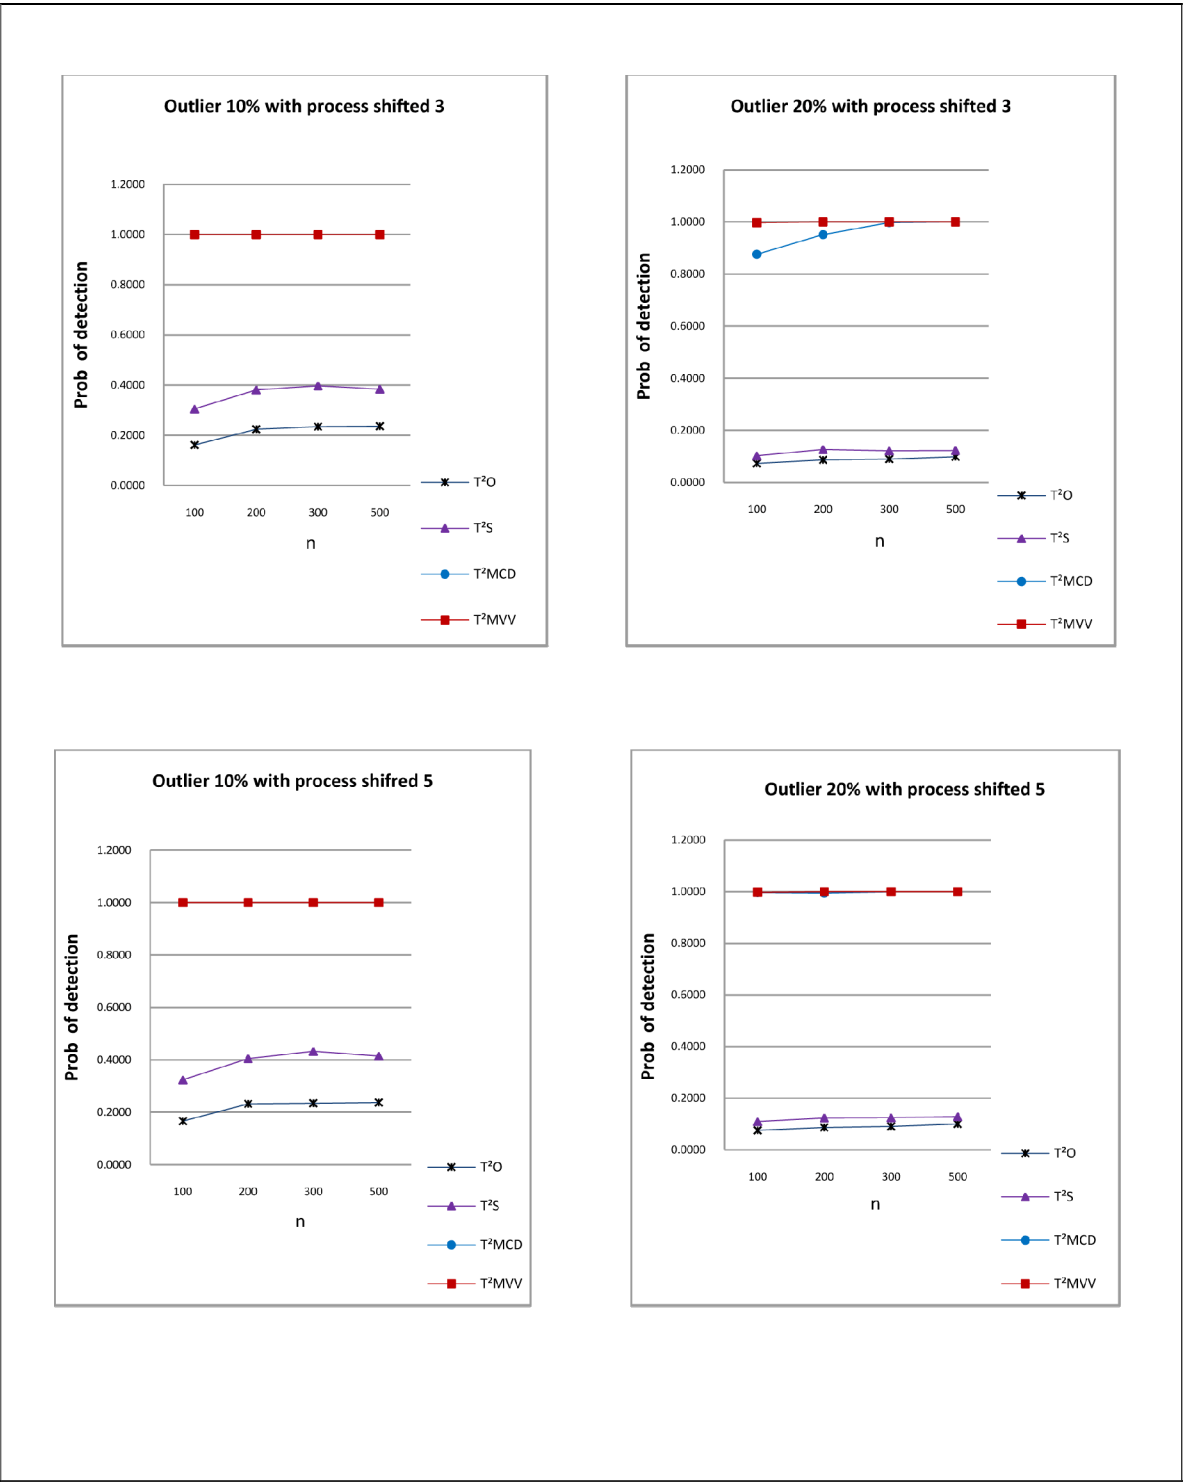 Outlier 10% with process shifted 3
1.2000
1.0000
0.8000
0.6000
0.4000
0.2000
0.0000
Prob of detection
100 200 300 500
n
T²O
T²S
T²MCD
T²MVV
Outlier 20% with process shifted 3
1.2000
1.0000
0.8000
0.6000
0.4000
0.2000
0.0000
Prob of detection
100 200 300 500
n
T²O
T²S
T²MCD
T²MVV
Outlier 10% with process shifred 5
1.2000
1.0000
0.8000
0.6000
0.4000
0.2000
0.0000
Prob of detection
100 200 300 500
n
T²O
T²S
T²MCD
T²MVV
Outlier 20% with process shifted 5
1.2000
1.0000
0.8000
0.6000
0.4000
0.2000
0.0000
Prob of detection
100 200 300 500
n
T²O
T²S
T²MCD
T²MVV